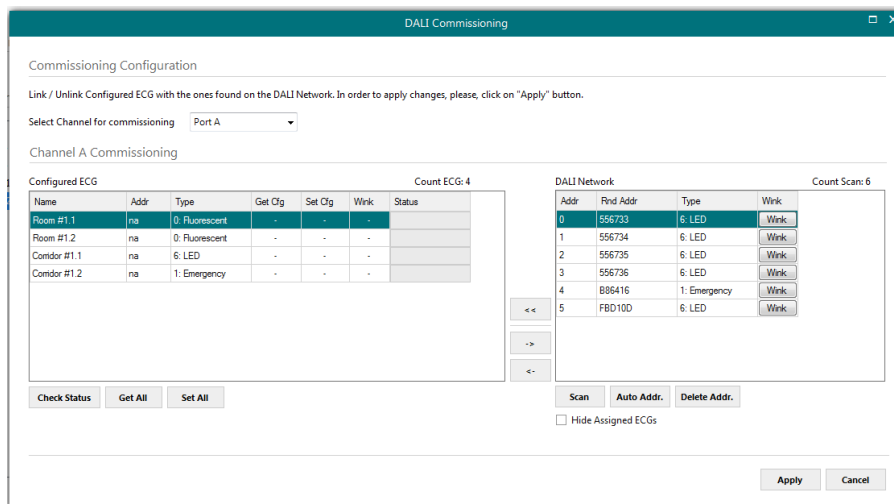 DALI Commissioning
Commissioning Configuration
Link / Unlink Configured ECG with the ones found on the DALI Network. In order to apply changes, please, click on "Apply" button.
Select Channel for commissioning Port A
Channel A Commissioning
Configured ECG Count ECG: 4
Name Addr Type Get Cfg Set Cfg Wink Status
Room #1.1 na 0: Fluorescent - - -
Room #1.2 na 0: Fluorescent - - -
Corridor #1.1 na 6: LED - - -
Corridor #1.2 na 1: Emergency - - -
Check Status Get All Set All
<<
->
<-
DALI Network Count Scan: 6
Addr Rnd Addr Type Wink
0 556733 6: LED Wink
1 556734 6: LED Wink
2 556735 6: LED Wink
3 556736 6: LED Wink
4 B86416 1: Emergency Wink
5 FBD10D 6: LED Wink
Scan Auto Addr. Delete Addr.
Hide Assigned ECGs
Apply Cancel